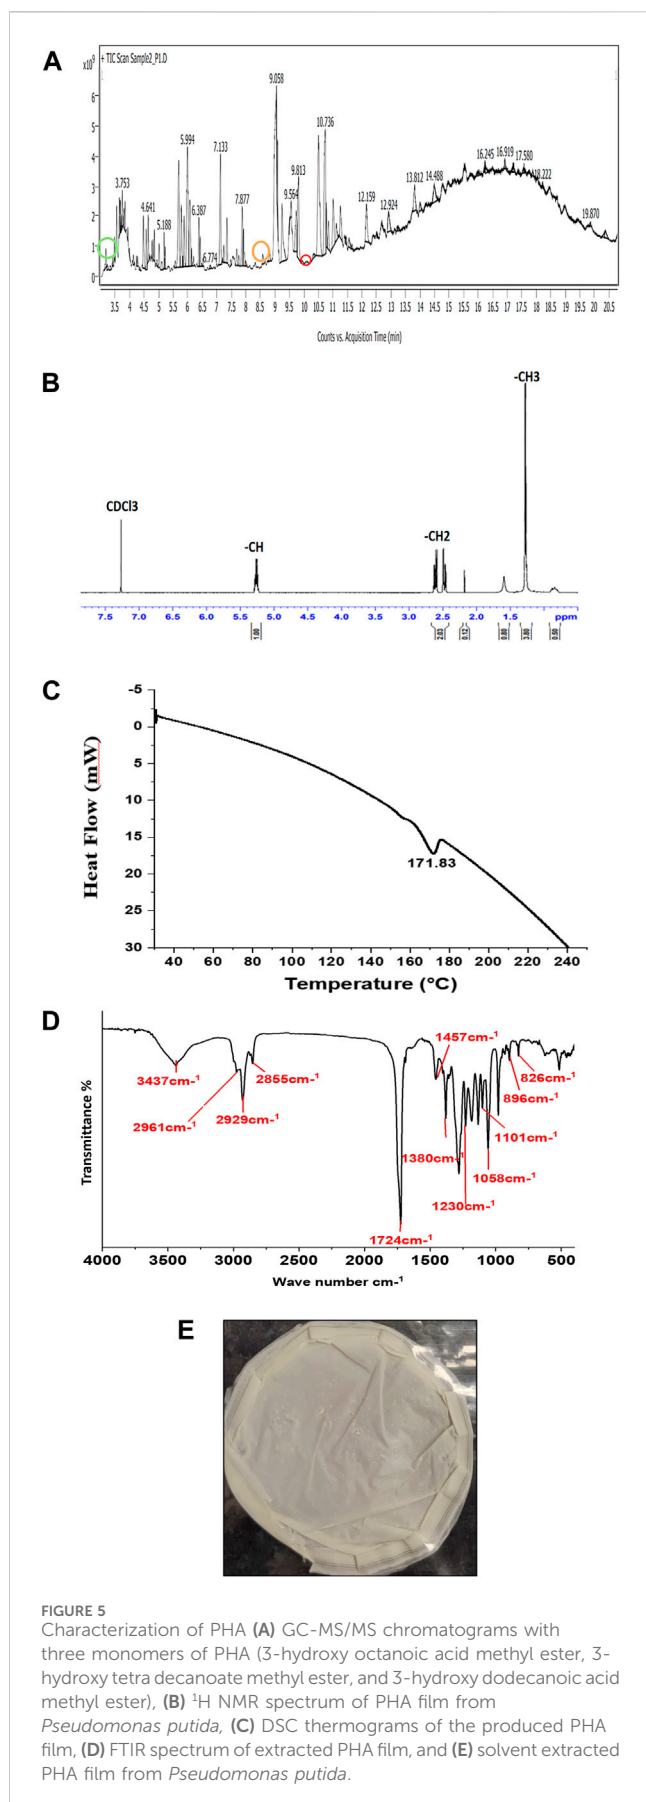 A
+ TIC Scan Sample2_P1.D
x10⁹
9.058
5.994
10.736
7.133
3.753
9.813
16.245
16.919
17.580
4.641
7.877
9.564
13.812
14.488
18.222
6.387
12.159
5.188
12.924
19.870
6.774
6
5
4
3
2
1
0
3.5 4 4.5 5 5.5 6 6.5 7 7.5 8 8.5 9 9.5 10 10.5 11 11.5 12 12.5 13 13.5 14 14.5 15 15.5 16 16.5 17 17.5 18 18.5 19 19.5 20 20.5
Counts vs. Acquisition Time (min)
B
-CH3
CDCl3
-CH
-CH2
7.5 7.0 6.5 6.0 5.5 5.0 4.5 4.0 3.5 3.0 2.5 2.0 1.5 ppm
1.00 2.03 0.12 0.80 3.80 0.50
C
-5
0
5
10
15
20
25
30
Heat Flow (mW)
171.83
40 60 80 100 120 140 160 180 200 220 240
Temperature (°C)
D
Transmittance %
1457cm-¹
3437cm-¹
2855cm-¹
826cm-¹
2961cm-¹
2929cm-¹
896cm-¹
1101cm-¹
1380cm-¹
1058cm-¹
1230cm-¹
1724cm-¹
4000 3500 3000 2500 2000 1500 1000 500
Wave number cm-¹
E
FIGURE 5
Characterization of PHA (A) GC-MS/MS chromatograms with
three monomers of PHA (3-hydroxy octanoic acid methyl ester, 3-
hydroxy tetra decanoate methyl ester, and 3-hydroxy dodecanoic acid
methyl ester), (B) ¹H NMR spectrum of PHA film from
Pseudomonas putida, (C) DSC thermograms of the produced PHA
film, (D) FTIR spectrum of extracted PHA film, and (E) solvent extracted
PHA film from Pseudomonas putida.